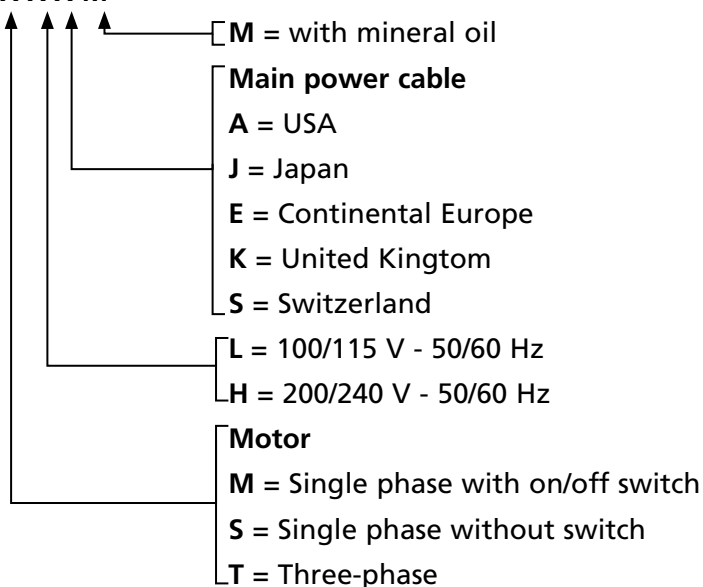 M = with mineral oil
Main power cable
A = USA
J = Japan
E = Continental Europe
K = United Kingtom
S = Switzerland
L = 100/115 V - 50/60 Hz
H = 200/240 V - 50/60 Hz
Motor
M = Single phase with on/off switch
S = Single phase without switch
T = Three-phase